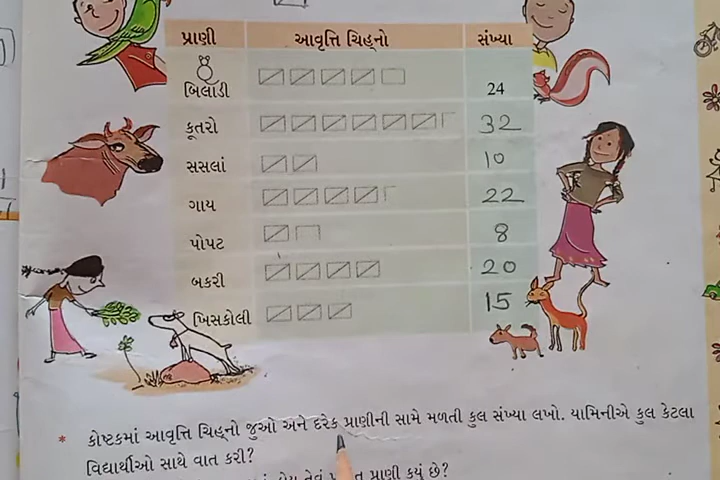 પ્રાણી આવૃત્તિ ચિહ્નો સંખ્યા
બિલાડી 24
કૂતરો 32
સસલાં 10
ગાય 22
પોપટ 8
બકરી 20
ખિસકોલી 15
* કોષ્ટકમાં આવૃત્તિ ચિહ્નો જુઓ અને દરેક પ્રાણીની સામે મળતી કુલ સંખ્યા લખો. યામિનીએ કુલ કેટલા
વિદ્યાર્થીઓ સાથે વાત કરી?
પ્રાણી કયું છે?